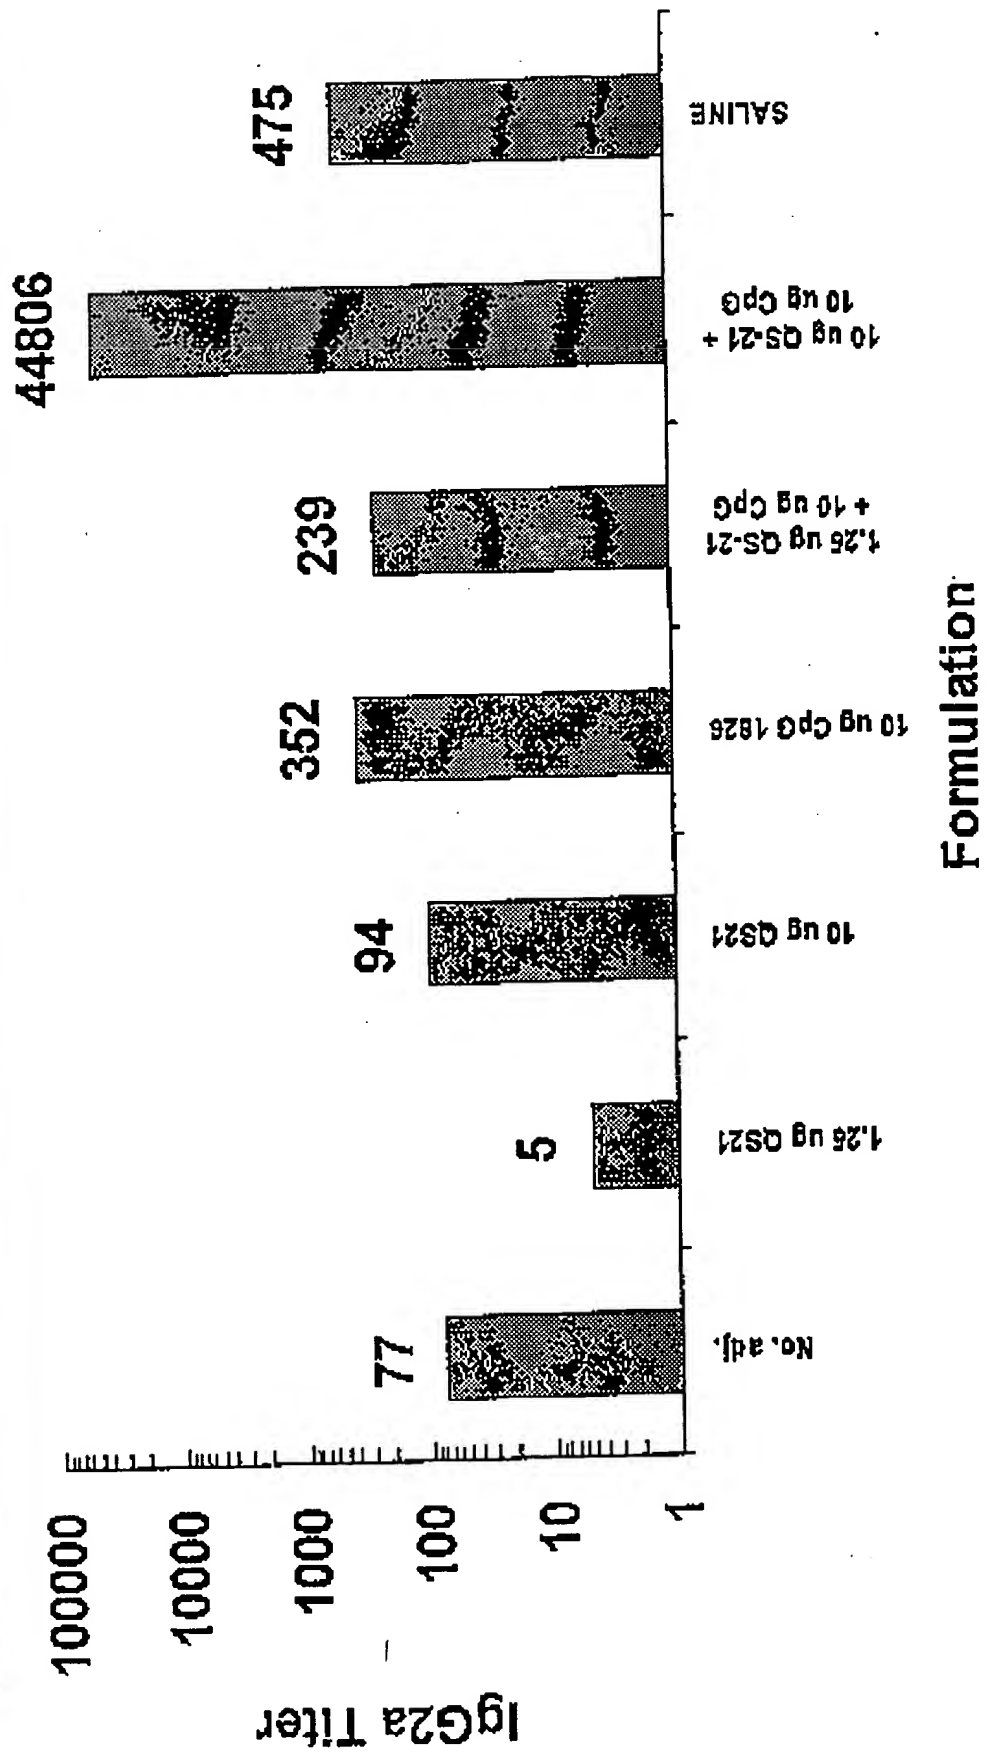 IgG2a Titer
100000
10000
1000
100
10
1
77
5
94
352
239
44806
475
No. adj.
1.25 ug QS21
10 ug QS21
10 ug CpG 1826
1.25 ug QS-21
+ 10 ug CpG
10 ug QS-21 +
10 ug CpG
SALINE
Formulation